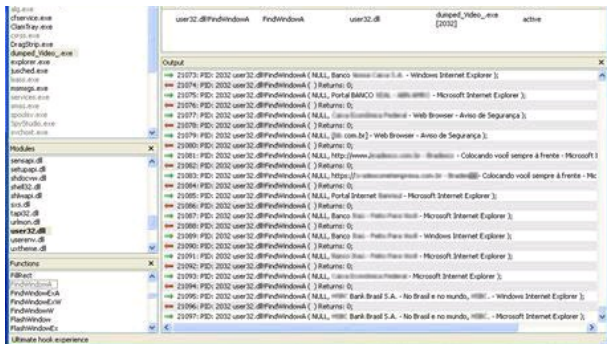 alg.exe
cfservice.exe
ClamTray.exe
DragStrip.exe
dumped_Video_.exe
explorer.exe
jusched.exe
lsass.exe
msmsgs.exe
services.exe
smss.exe
spoolsv.exe
SpyStudio.exe
svchost.exe
Modules
sensapi.dll
setupapi.dll
shdocvw.dll
shell32.dll
shlwapi.dll
sxs.dll
tapi32.dll
urlmon.dll
user32.dll
userenv.dll
uxtheme.dll
Functions
FillRect
FindWindowA
FindWindowExA
FindWindowExW
FindWindowW
FlashWindow
FlashWindowEx
Ultimate hook experience
user32.dll!FindWindowA FindWindowA user32.dll dumped_Video_.exe [2032] active
Output
21073: PID: 2032 user32.dll!FindWindowA ( NULL, Banco - Windows Internet Explorer );
21074: PID: 2032 user32.dll!FindWindowA ( ) Returns: 0;
21075: PID: 2032 user32.dll!FindWindowA ( NULL, Portal BANCO - Microsoft Internet Explorer );
21076: PID: 2032 user32.dll!FindWindowA ( ) Returns: 0;
21077: PID: 2032 user32.dll!FindWindowA ( NULL, - Web Browser - Aviso de Segurança );
21078: PID: 2032 user32.dll!FindWindowA ( ) Returns: 0;
21079: PID: 2032 user32.dll!FindWindowA ( NULL, com.br] - Web Browser - Aviso de Segurança );
21080: PID: 2032 user32.dll!FindWindowA ( ) Returns: 0;
21081: PID: 2032 user32.dll!FindWindowA ( NULL, http://www. - Colocando você sempre à frente - Microsoft I
21082: PID: 2032 user32.dll!FindWindowA ( ) Returns: 0;
21083: PID: 2032 user32.dll!FindWindowA ( NULL, https:// - Colocando você sempre à frente - Mic
21084: PID: 2032 user32.dll!FindWindowA ( ) Returns: 0;
21085: PID: 2032 user32.dll!FindWindowA ( NULL, Portal Internet - Microsoft Internet Explorer );
21086: PID: 2032 user32.dll!FindWindowA ( ) Returns: 0;
21087: PID: 2032 user32.dll!FindWindowA ( NULL, Banco - Microsoft Internet Explorer );
21088: PID: 2032 user32.dll!FindWindowA ( ) Returns: 0;
21089: PID: 2032 user32.dll!FindWindowA ( NULL, Banco - Windows Internet Explorer );
21090: PID: 2032 user32.dll!FindWindowA ( ) Returns: 0;
21091: PID: 2032 user32.dll!FindWindowA ( NULL, Banco - Microsoft Internet Explorer );
21092: PID: 2032 user32.dll!FindWindowA ( ) Returns: 0;
21093: PID: 2032 user32.dll!FindWindowA ( NULL, - Microsoft Internet Explorer );
21094: PID: 2032 user32.dll!FindWindowA ( ) Returns: 0;
21095: PID: 2032 user32.dll!FindWindowA ( NULL, Bank Brasil S.A. - No Brasil e no mundo, - Windows Internet Explorer );
21096: PID: 2032 user32.dll!FindWindowA ( ) Returns: 0;
21097: PID: 2032 user32.dll!FindWindowA ( NULL, Bank Brasil S.A. - No Brasil e no mundo, - Microsoft Internet Explorer );